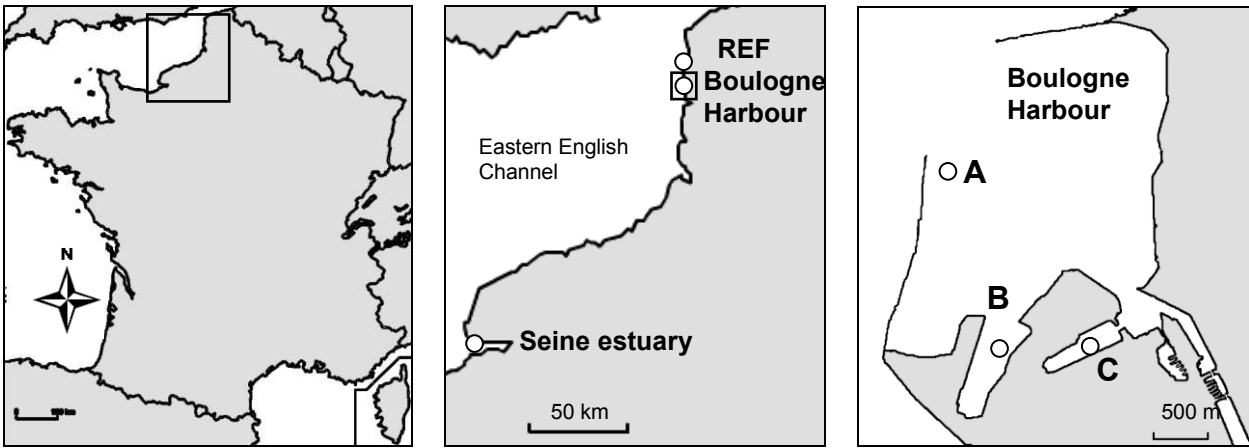 N
REF
Boulogne
Harbour
Eastern English
Channel
Seine estuary
50 km
Boulogne
Harbour
A
B
C
500 m